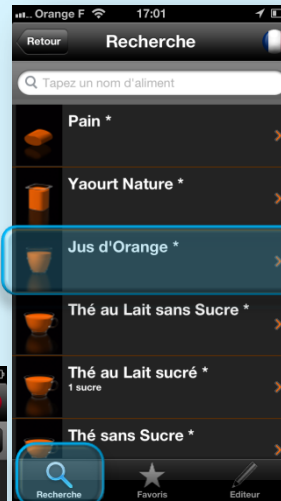 Orange F 17:01
Retour Recherche
Tapez un nom d'aliment
Pain *
Yaourt Nature *
Jus d'Orange *
Thé au Lait sans Sucre *
Thé au Lait sucré *
1 sucre
Thé sans Sucre *
Recherche Favoris Editeur